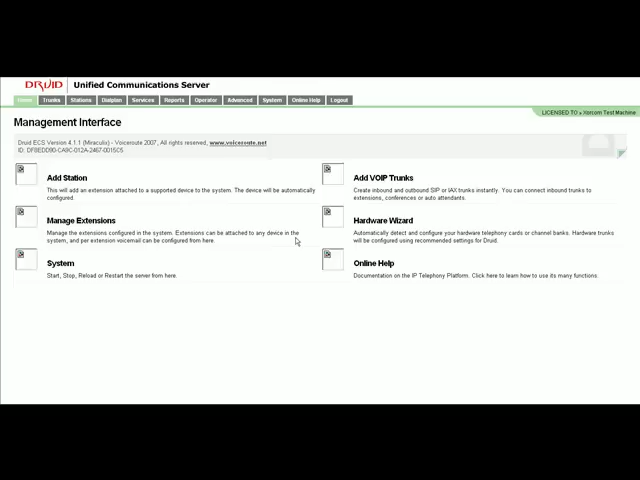 DRUID Unified Communications Server
Home Trunks Stations Dialplan Services Reports Operator Advanced System Online Help Logout
LICENSED TO » Xorcom Test Machine
Management Interface
Druid ECS Version 4.1.1 (Miraculix) - Voiceroute 2007, All rights reserved, www.voiceroute.net
Add Station
This will add an extension attached to a supported device to the system. The device will be automatically
configured.
Add VOIP Trunks
Create inbound and outbound SIP or IAX trunks instantly. You can connect inbound trunks to
extensions, conferences or auto attendants.
Manage Extensions
Manage the extensions configured in the system. Extensions can be attached to any device in the
system, and per extension voicemail can be configured from here.
Hardware Wizard
Automatically detect and configure your hardware telephony cards or channel banks. Hardware trunks
will be configured using recommended settings for Druid.
System
Start, Stop, Reload or Restart the server from here.
Online Help
Documentation on the IP Telephony Platform. Click here to learn how to use its many functions.